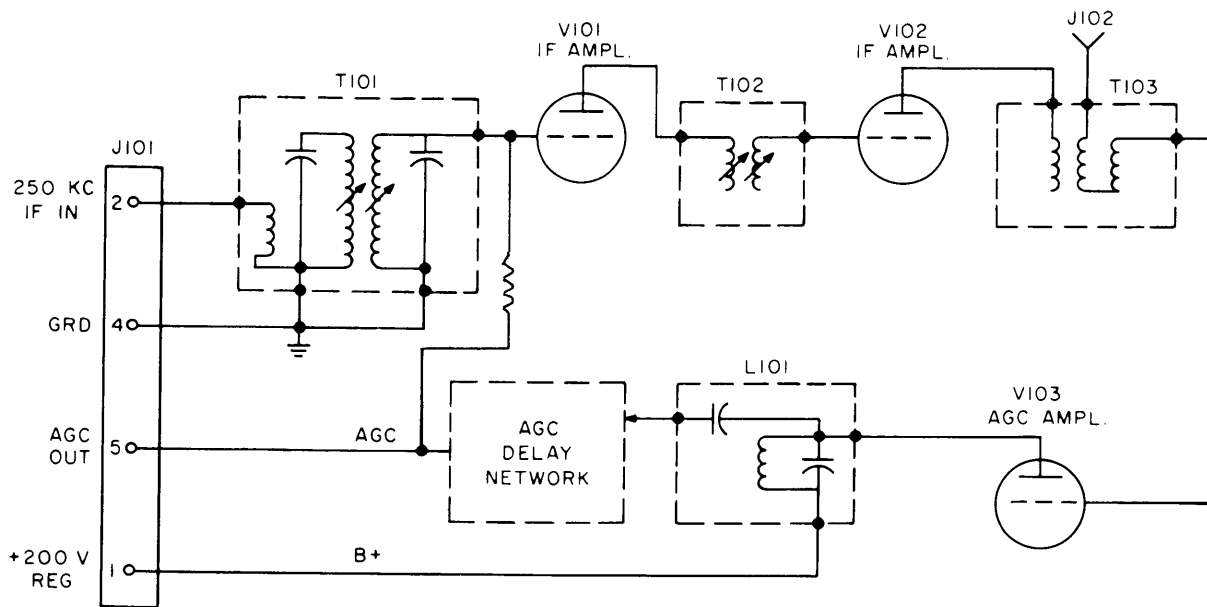 J101
250 KC
IF IN
2
GRD
4
AGC
OUT
5
+200 V
REG
1
T101
V101
IF AMPL.
T102
V102
IF AMPL.
J102
T103
AGC
AGC
DELAY
NETWORK
L101
V103
AGC AMPL.
B+